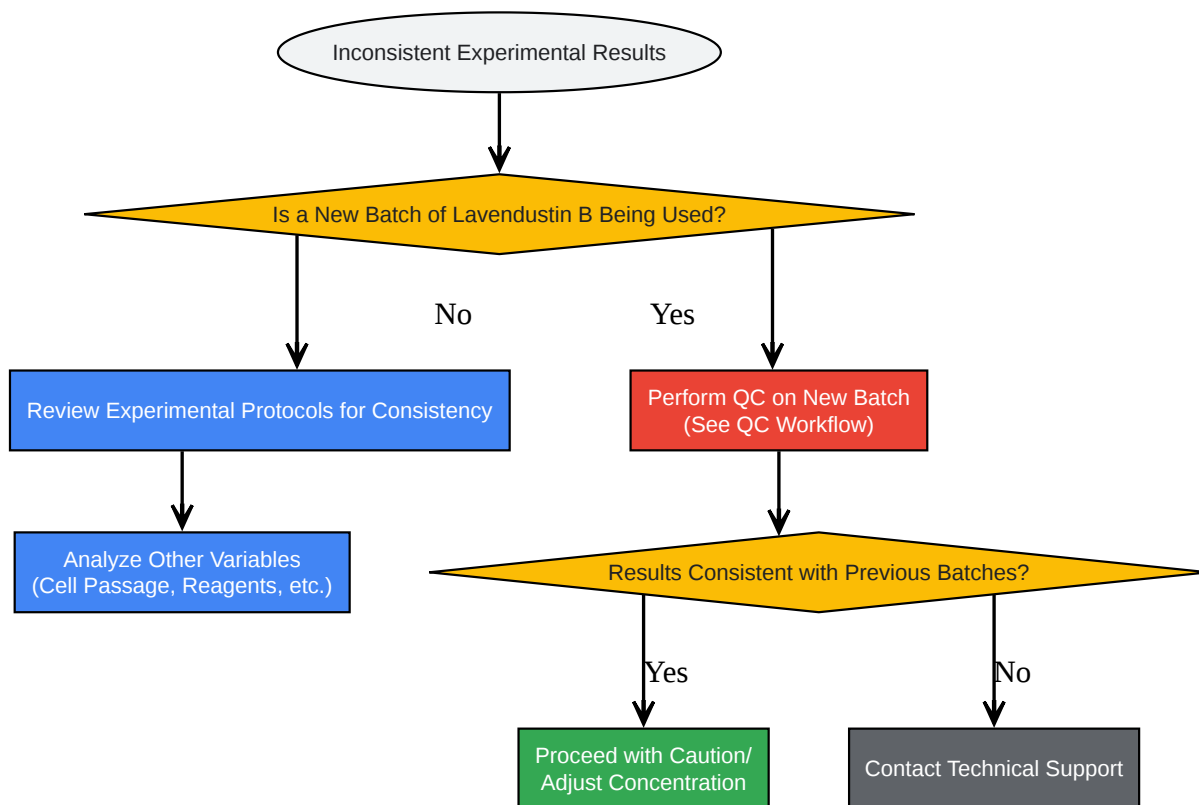 Inconsistent Experimental Results
Is a New Batch of Lavendustin B Being Used?
No
Yes
Review Experimental Protocols for Consistency
Perform QC on New Batch
(See QC Workflow)
Analyze Other Variables
(Cell Passage, Reagents, etc.)
Results Consistent with Previous Batches?
Yes
No
Proceed with Caution/
Adjust Concentration
Contact Technical Support